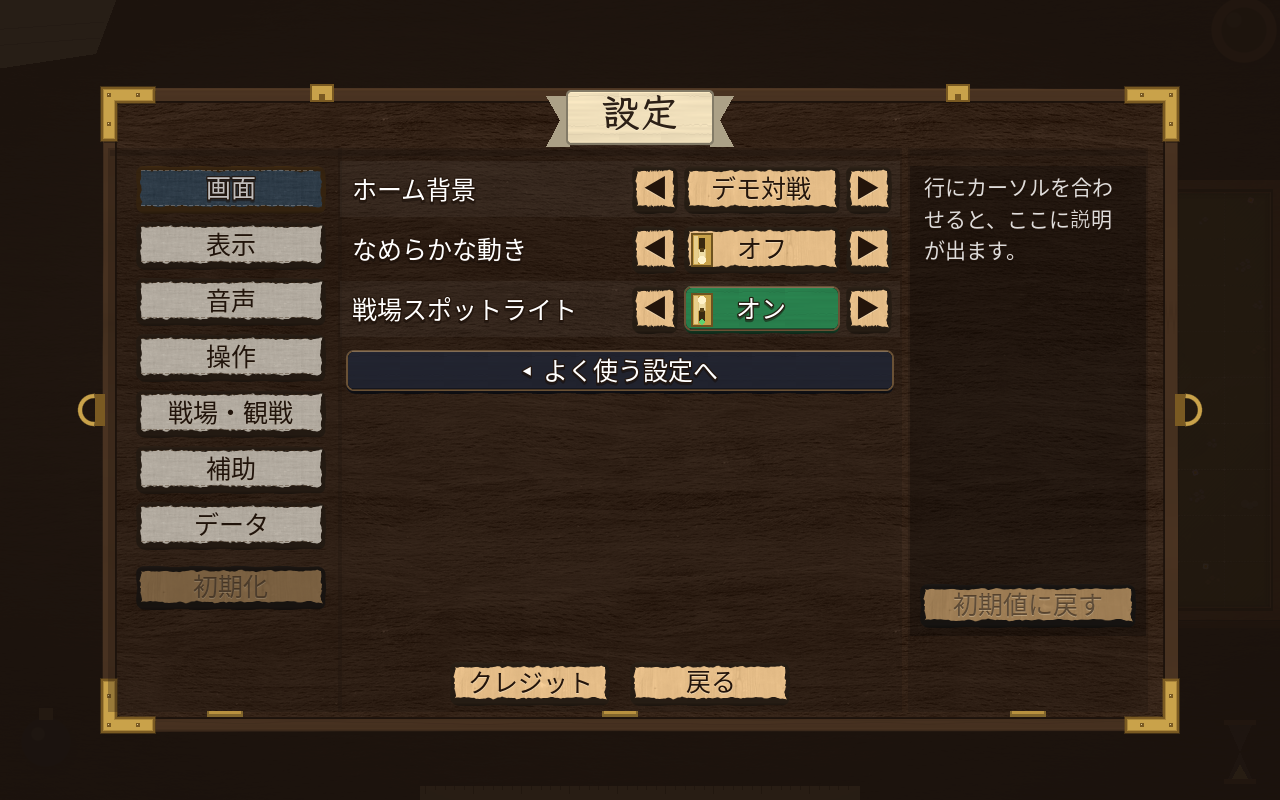 設定
画面
表示
音声
操作
戦場・観戦
補助
データ
初期化
ホーム背景
デモ対戦
なめらかな動き
オフ
戦場スポットライト
オン
よく使う設定へ
行にカーソルを合わ
せると、ここに説明
が出ます。
初期値に戻す
クレジット
戻る